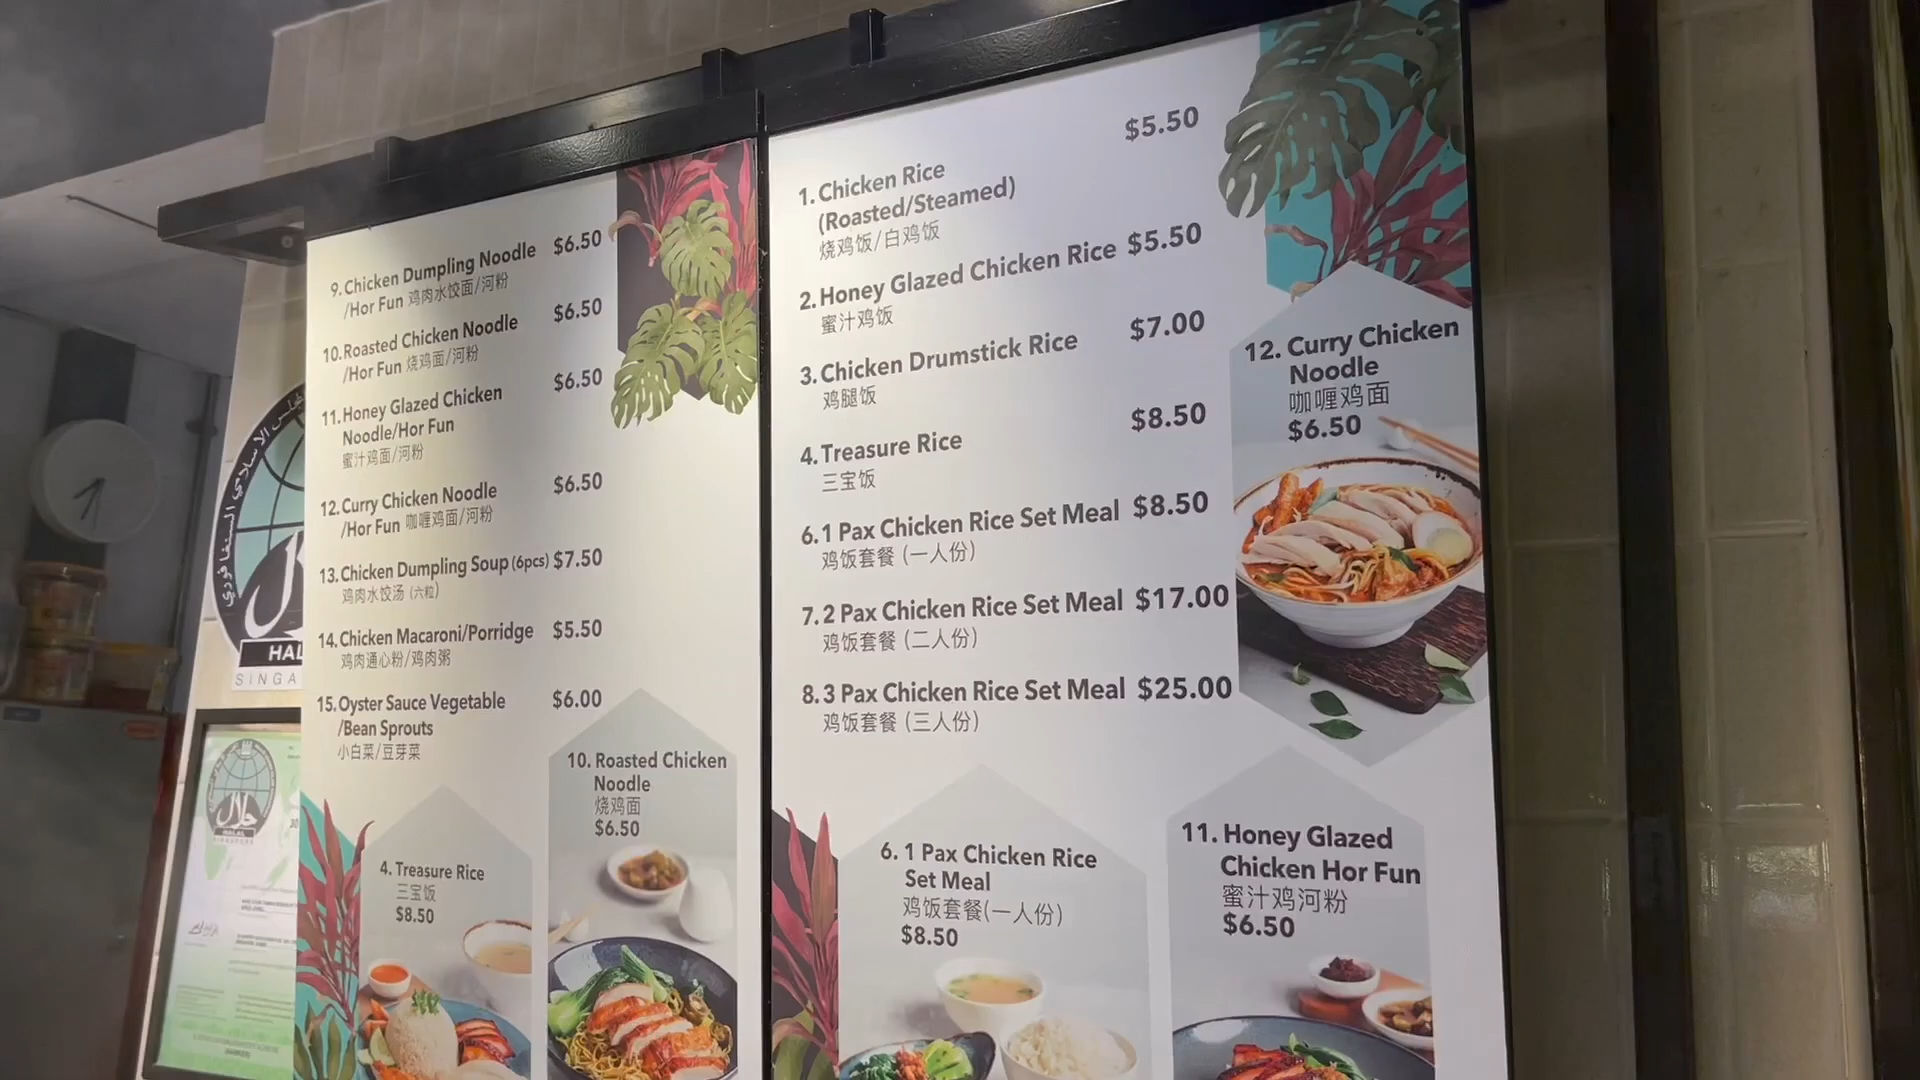 9. Chicken Dumpling Noodle $6.50
/Hor Fun 鸡肉水饺面/河粉
10. Roasted Chicken Noodle $6.50
/Hor Fun 烧鸡面/河粉
11. Honey Glazed Chicken $6.50
Noodle/Hor Fun
蜜汁鸡面/河粉
12. Curry Chicken Noodle $6.50
/Hor Fun 咖喱鸡面/河粉
13. Chicken Dumpling Soup (6pcs) $7.50
鸡肉水饺汤 (六粒)
14. Chicken Macaroni/Porridge $5.50
鸡肉通心粉/鸡肉粥
15. Oyster Sauce Vegetable $6.00
/Bean Sprouts
小白菜/豆芽菜
4. Treasure Rice
三宝饭
$8.50
10. Roasted Chicken
Noodle
烧鸡面
$6.50
1. Chicken Rice $5.50
(Roasted/Steamed)
烧鸡饭/白鸡饭
2. Honey Glazed Chicken Rice $5.50
蜜汁鸡饭
3. Chicken Drumstick Rice $7.00
鸡腿饭
4. Treasure Rice $8.50
三宝饭
6. 1 Pax Chicken Rice Set Meal $8.50
鸡饭套餐 (一人份)
7. 2 Pax Chicken Rice Set Meal $17.00
鸡饭套餐 (二人份)
8. 3 Pax Chicken Rice Set Meal $25.00
鸡饭套餐 (三人份)
12. Curry Chicken
Noodle
咖喱鸡面
$6.50
6. 1 Pax Chicken Rice
Set Meal
鸡饭套餐(一人份)
$8.50
11. Honey Glazed
Chicken Hor Fun
蜜汁鸡河粉
$6.50
HAL
SINGA
حلال
HALAL